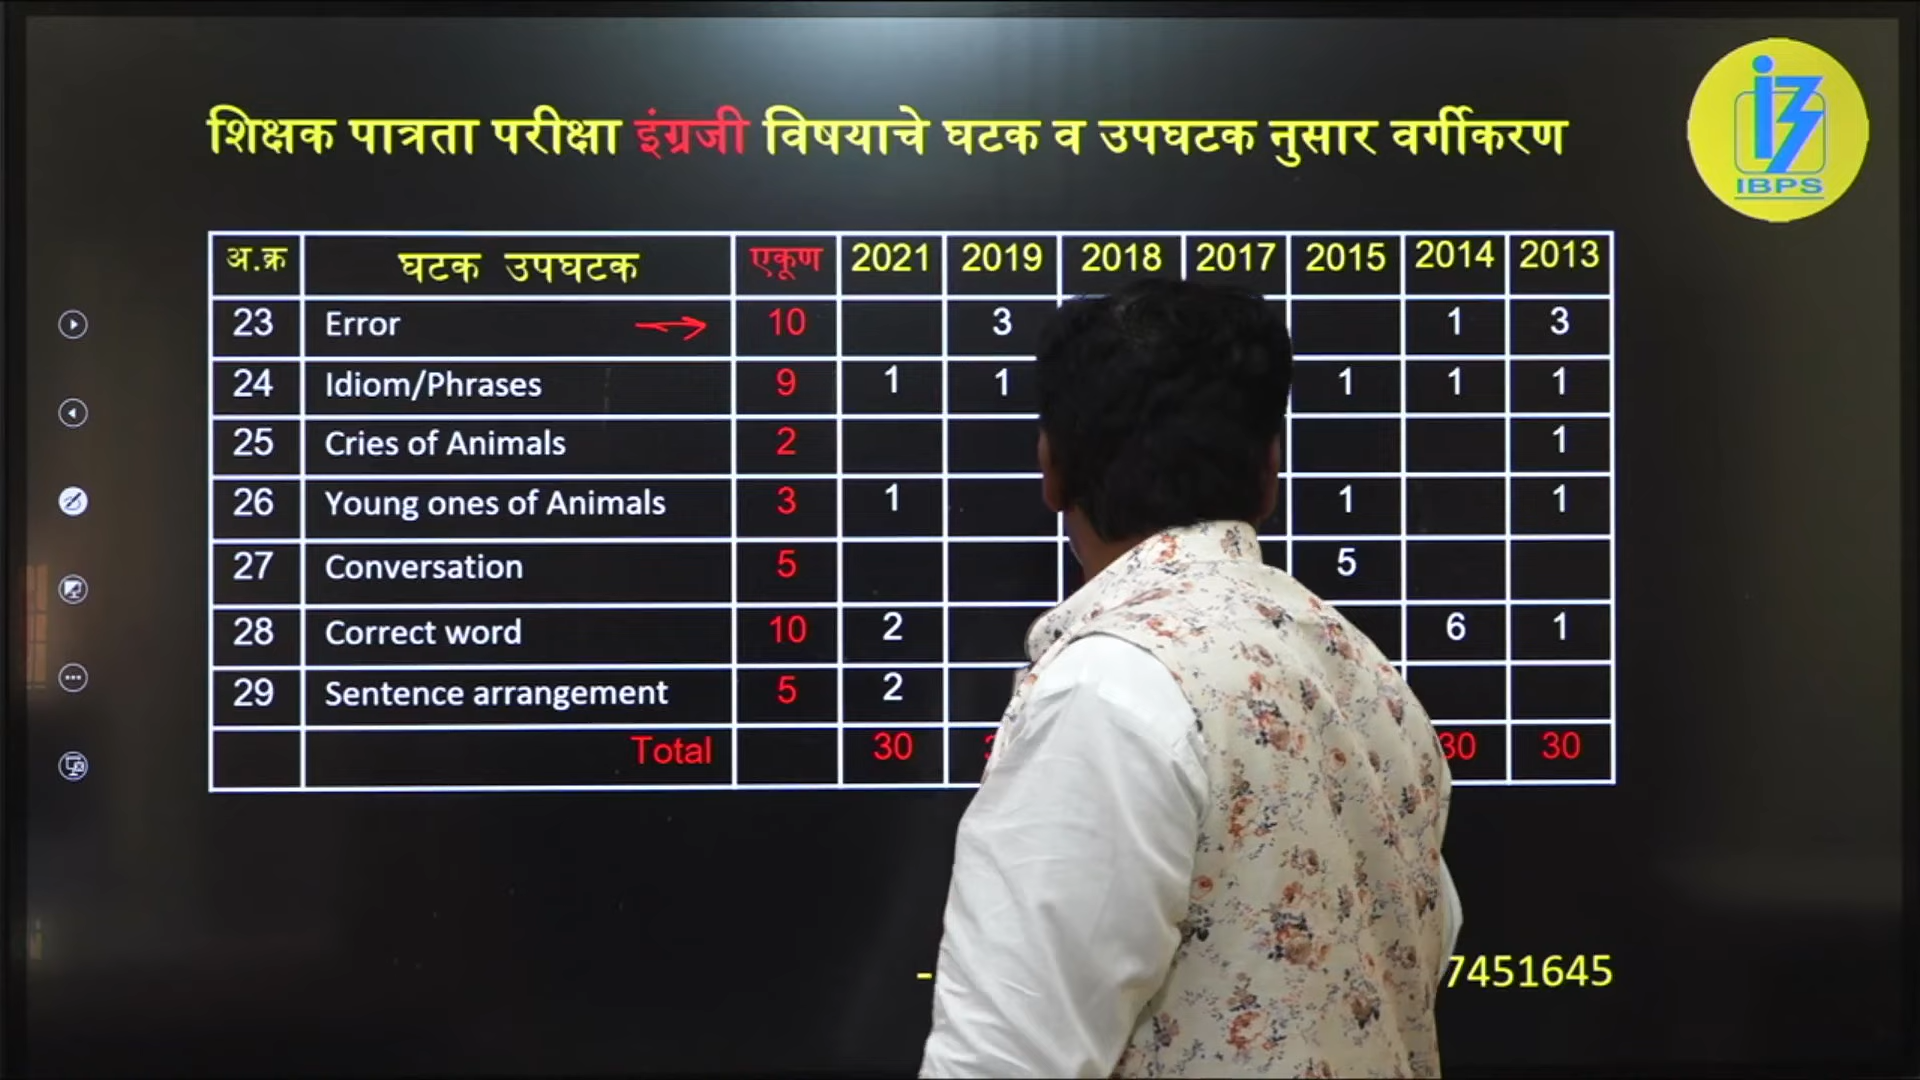 शिक्षक पात्रता परीक्षा इंग्रजी विषयाचे घटक व उपघटक नुसार वर्गीकरण
IBPS
अ.क्र घटक उपघटक एकूण 2021 2019 2018 2017 2015 2014 2013
23 Error 10 3 1 3
24 Idiom/Phrases 9 1 1 1 1 1
25 Cries of Animals 2 1
26 Young ones of Animals 3 1 1 1
27 Conversation 5 5
28 Correct word 10 2 6 1
29 Sentence arrangement 5 2
Total 30 30 30
7451645